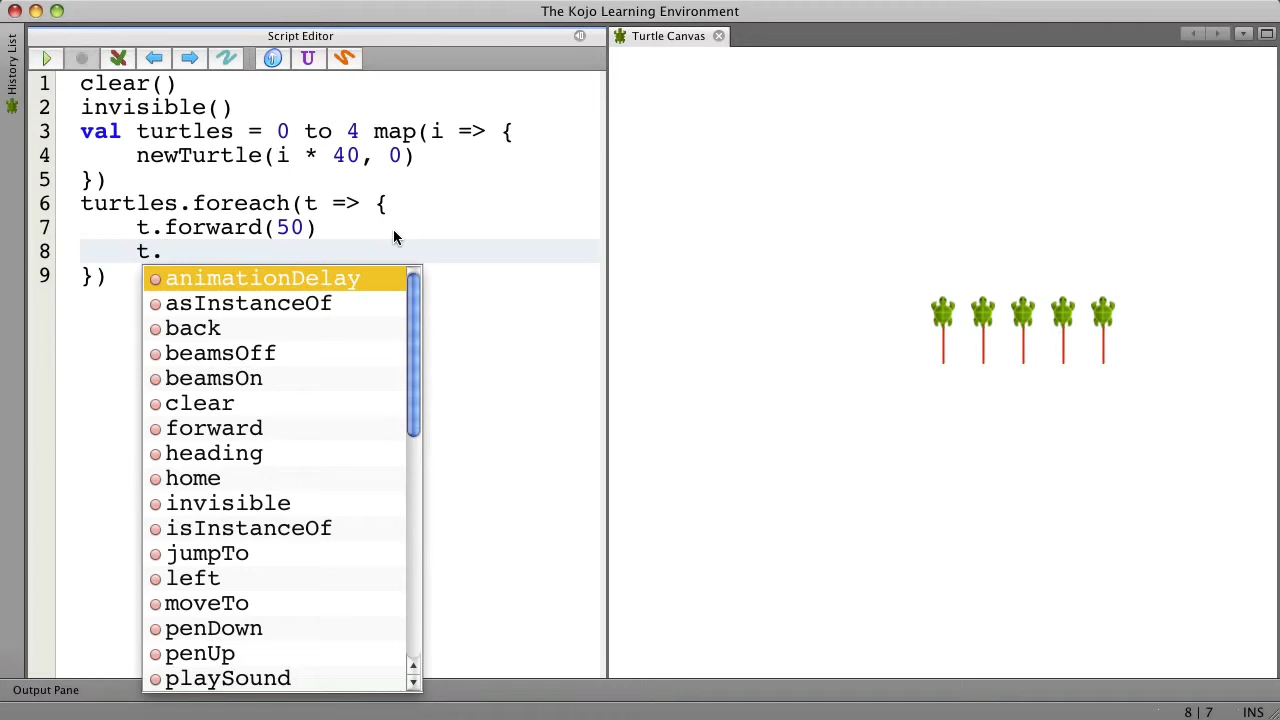 The Kojo Learning Environment
History List
Script Editor
Turtle Canvas
U
1 clear()
2 invisible()
3 val turtles = 0 to 4 map(i => {
4 newTurtle(i * 40, 0)
5 })
6 turtles.foreach(t => {
7 t.forward(50)
8 t.
9 })
animationDelay
asInstanceOf
back
beamsOff
beamsOn
clear
forward
heading
home
invisible
isInstanceOf
jumpTo
left
moveTo
penDown
penUp
playSound
Output Pane
8 | 7 INS